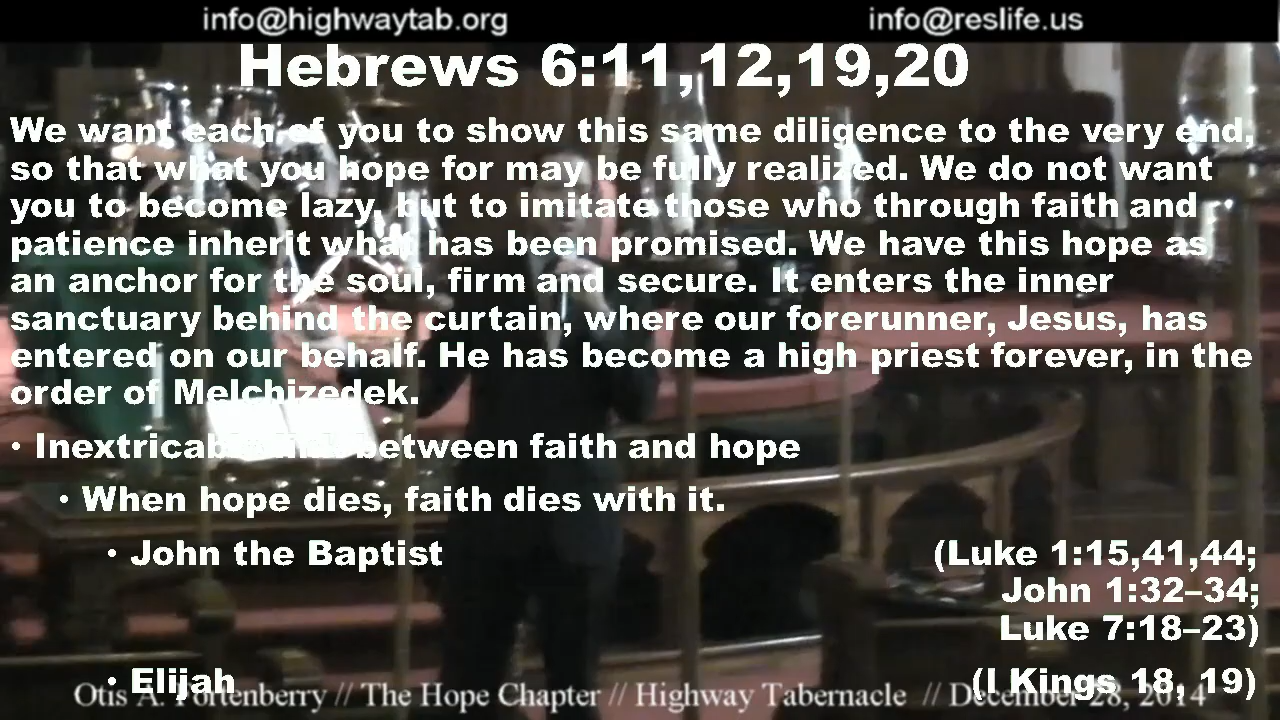 info@highwaytab.org info@reslife.us
Hebrews 6:11,12,19,20
We want each of you to show this same diligence to the very end,
so that what you hope for may be fully realized. We do not want
you to become lazy, but to imitate those who through faith and
patience inherit what has been promised. We have this hope as
an anchor for the soul, firm and secure. It enters the inner
sanctuary behind the curtain, where our forerunner, Jesus, has
entered on our behalf. He has become a high priest forever, in the
order of Melchizedek.
• Inextricable link between faith and hope
• When hope dies, faith dies with it.
• John the Baptist (Luke 1:15,41,44;
John 1:32–34;
Luke 7:18–23)
• Elijah (I Kings 18, 19)
Otis A. Fortenberry // The Hope Chapter // Highway Tabernacle // December 28, 2014